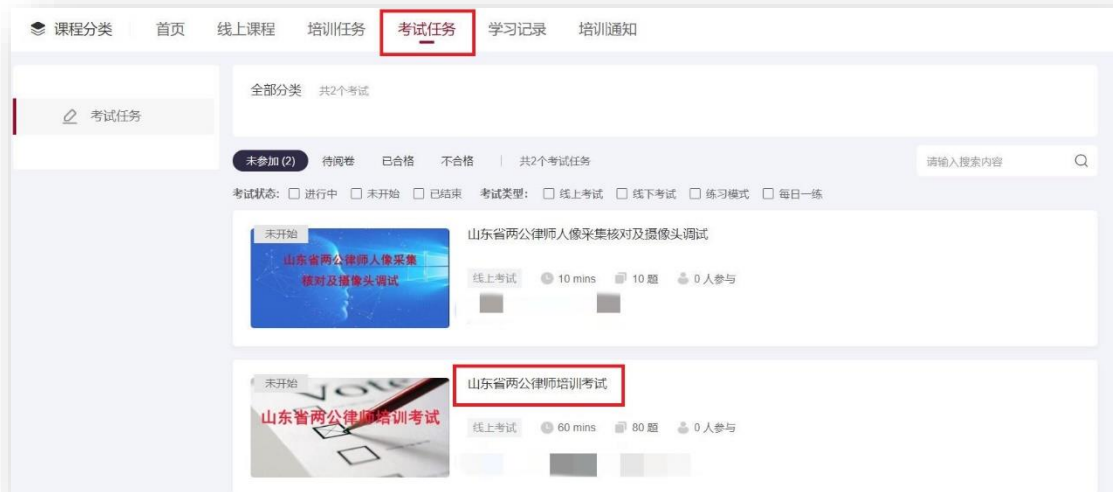 课程分类 首页 线上课程 培训任务 考试任务 学习记录 培训通知
考试任务
全部分类 共2个考试
未参加 (2) 待阅卷 已合格 不合格 | 共2个考试任务 请输入搜索内容
考试状态: 进行中 未开始 已结束 考试类型: 线上考试 线下考试 练习模式 每日一练
未开始
山东省两公律师人像采集
核对及摄像头调试
山东省两公律师人像采集核对及摄像头调试
线上考试 10 mins 10 题 0 人参与
未开始
Vote
山东省两公律师培训考试
山东省两公律师培训考试
线上考试 60 mins 80 题 0 人参与